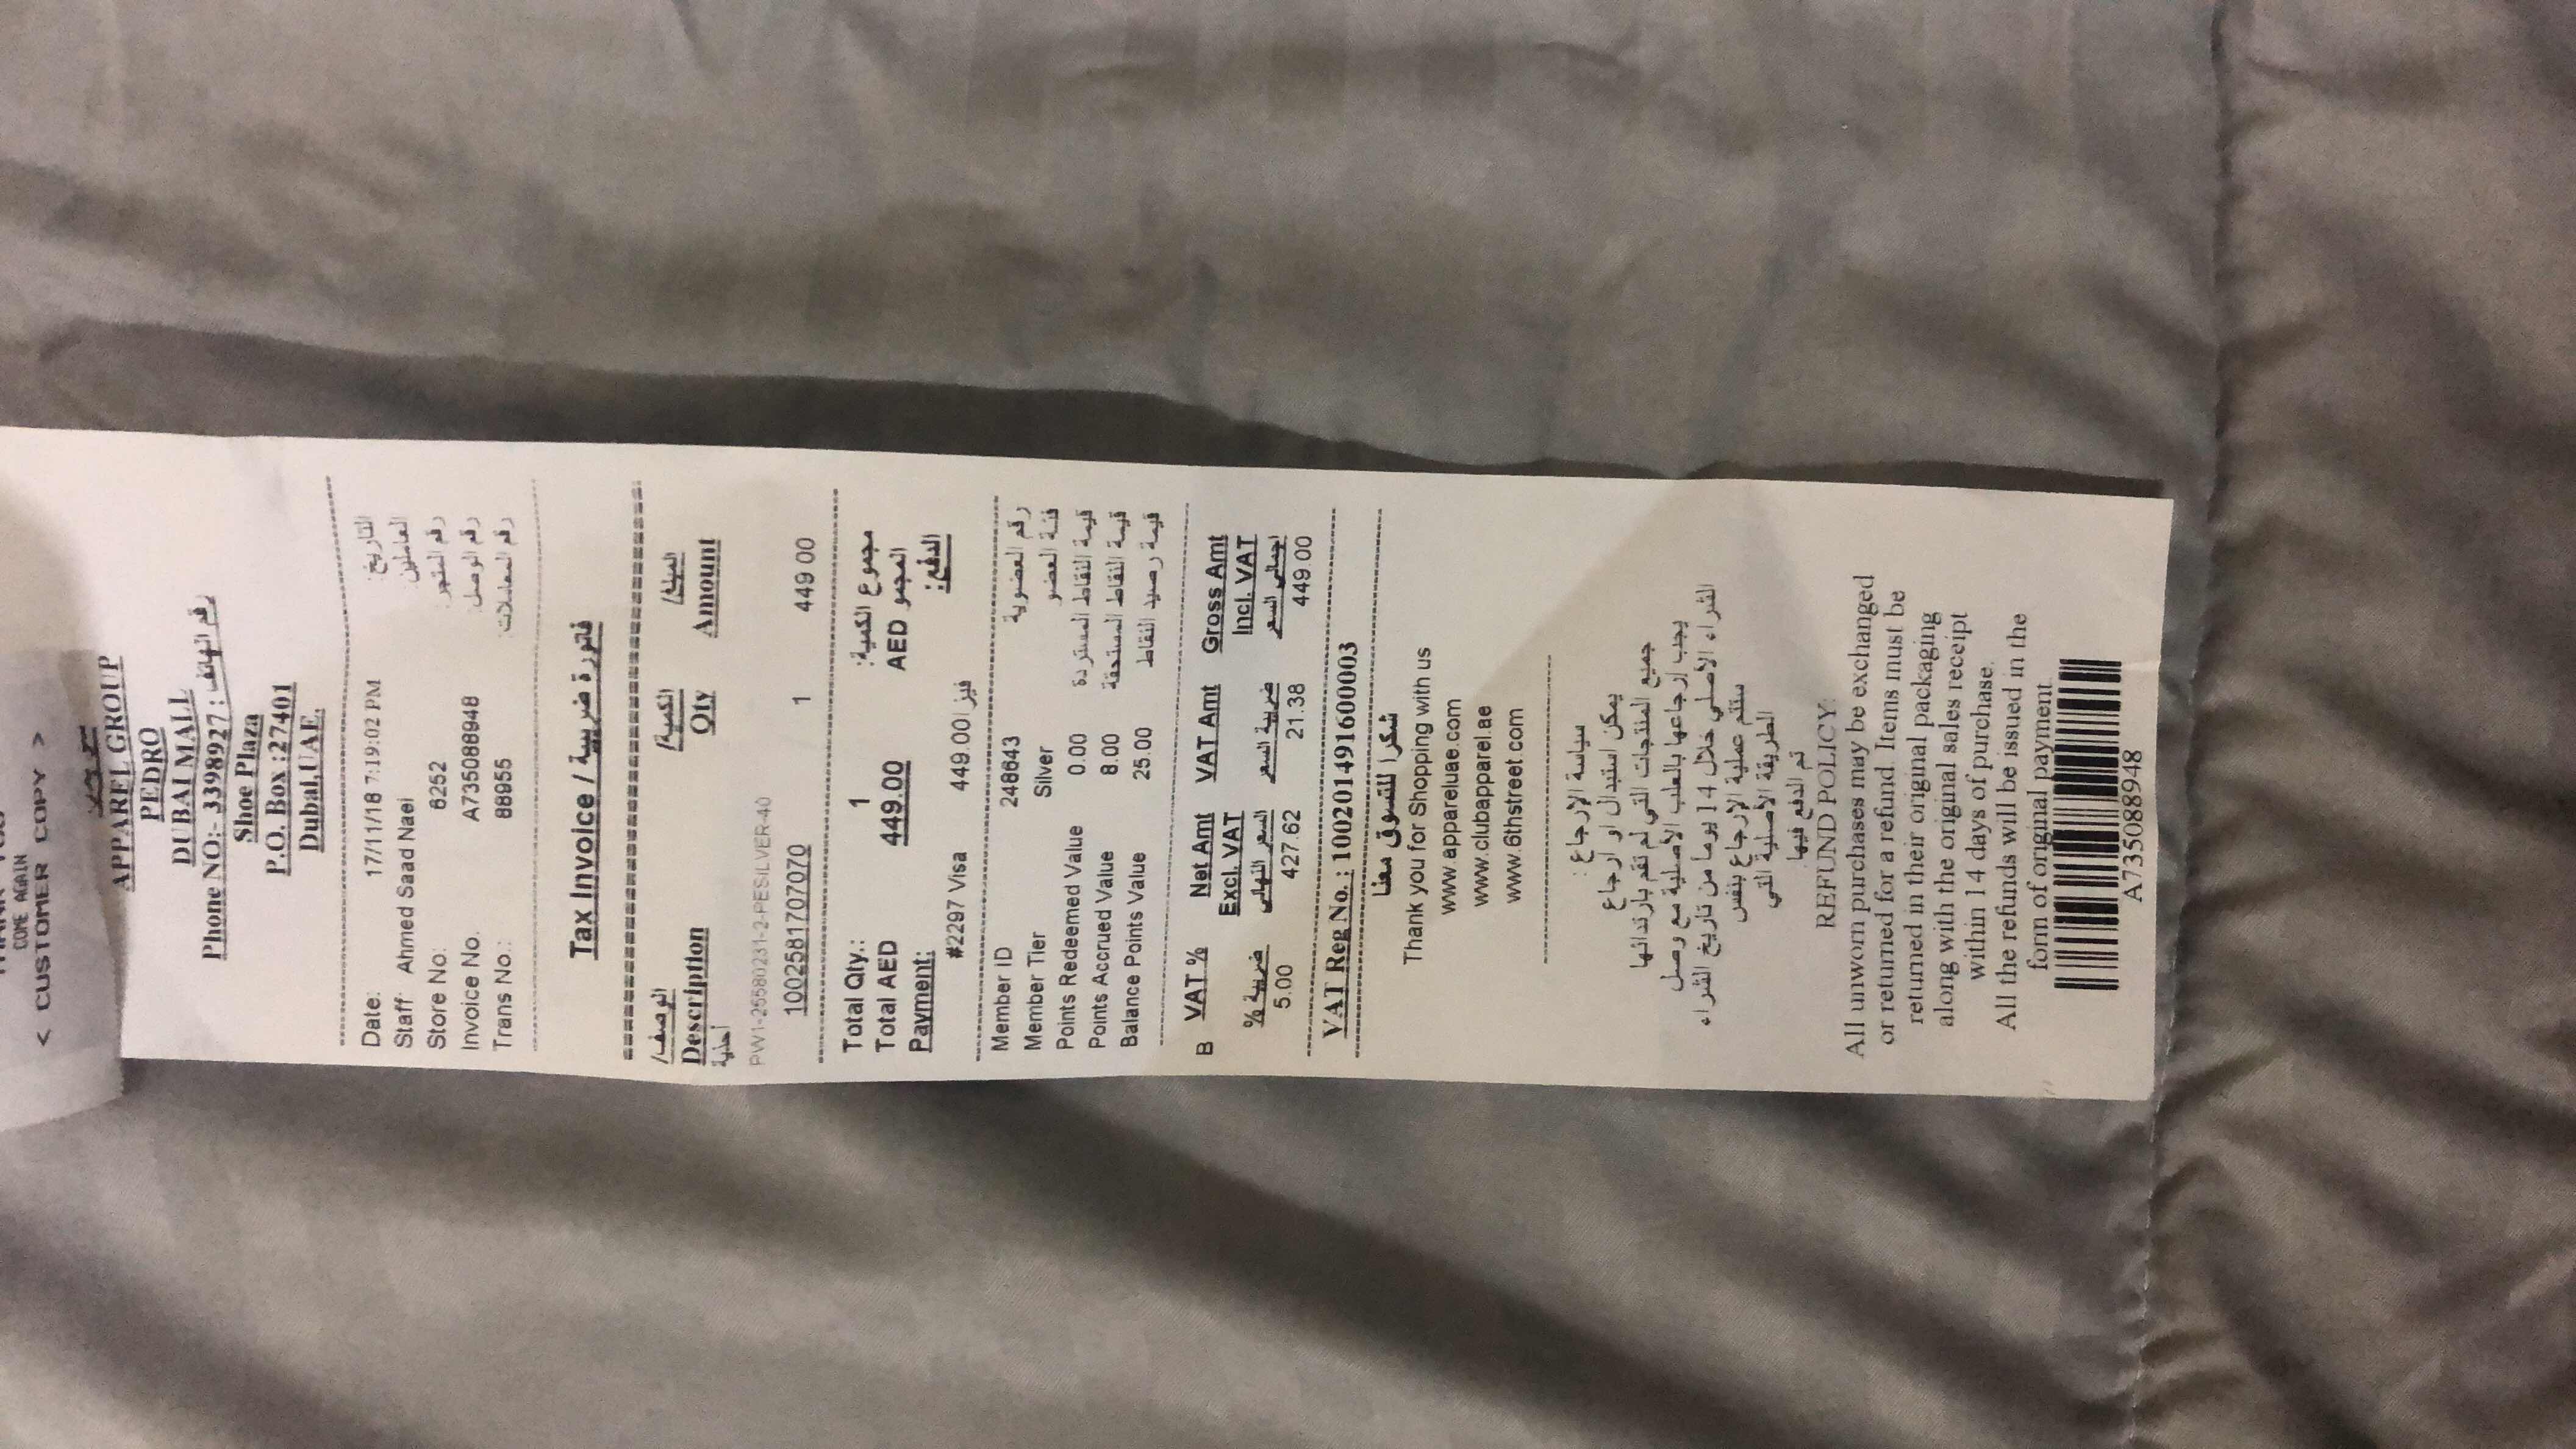 COME AGAIN
< CUSTOMER COPY >
APPAREL GROUP
PEDRO
DUBAI MALL
Phone NO:- 3398927 : رقم الهاتف
Shoe Plaza
P.O. Box :27401
Dubai,UAE.
Date: 17/11/18 7:19:02 PM التاريخ:
Staff: Ahmed Saad Naei العاملين:
Store No: 6252 رقم المتجر:
Invoice No. A735088948 رقم الوصل:
Trans No.: 88955 رقم المعاملات:
Tax Invoice / فاتورة ضريبية
الوصف/ الكمية/ المبلغ/
Description Qty Amount
أحذية
PW1-25580231-2-PESILVER-40
1002581707070 1 449.00
Total Qty.: 1 مجموع الكمية:
Total AED 449.00 AED المجمو
Payment: الدفع:
#2297 Visa 449.00 فيزا
Member ID 248643 رقم العضوية
Member Tier Silver فئة العضو
Points Redeemed Value 0.00 قيمة النقاط المستردة
Points Accrued Value 8.00 قيمة النقاط المستحقة
Balance Points Value 25.00 قيمة رصيد النقاط
B VAT % Net Amt VAT Amt Gross Amt
Excl. VAT Incl. VAT
ضريبة % السعر النهائي ضريبة السعر اجمالي السعر
5.00 427.62 21.38 449.00
VAT Reg No. : 100201491600003
شكرا للتسوق معنا
Thank you for Shopping with us
www.appareluae.com
www.clubapparel.ae
www.6thstreet.com
سياسة الإرجاع :
يمكن استبدال او ارجاع
جميع المنتجات التي لم تقم بارتدائها
يجب إرجاعها بالعلب الأصلية مع وصل
الشراء الأصلي خلال 14 يوماً من تاريخ الشراء
ستتم عملية الإرجاع بنفس
الطريقة الأصلية التي
تم الدفع فيها.
REFUND POLICY:
All unworn purchases may be exchanged
or returned for a refund. Items must be
returned in their original packaging
along with the original sales receipt
within 14 days of purchase.
All the refunds will be issued in the
form of original payment.
A735088948